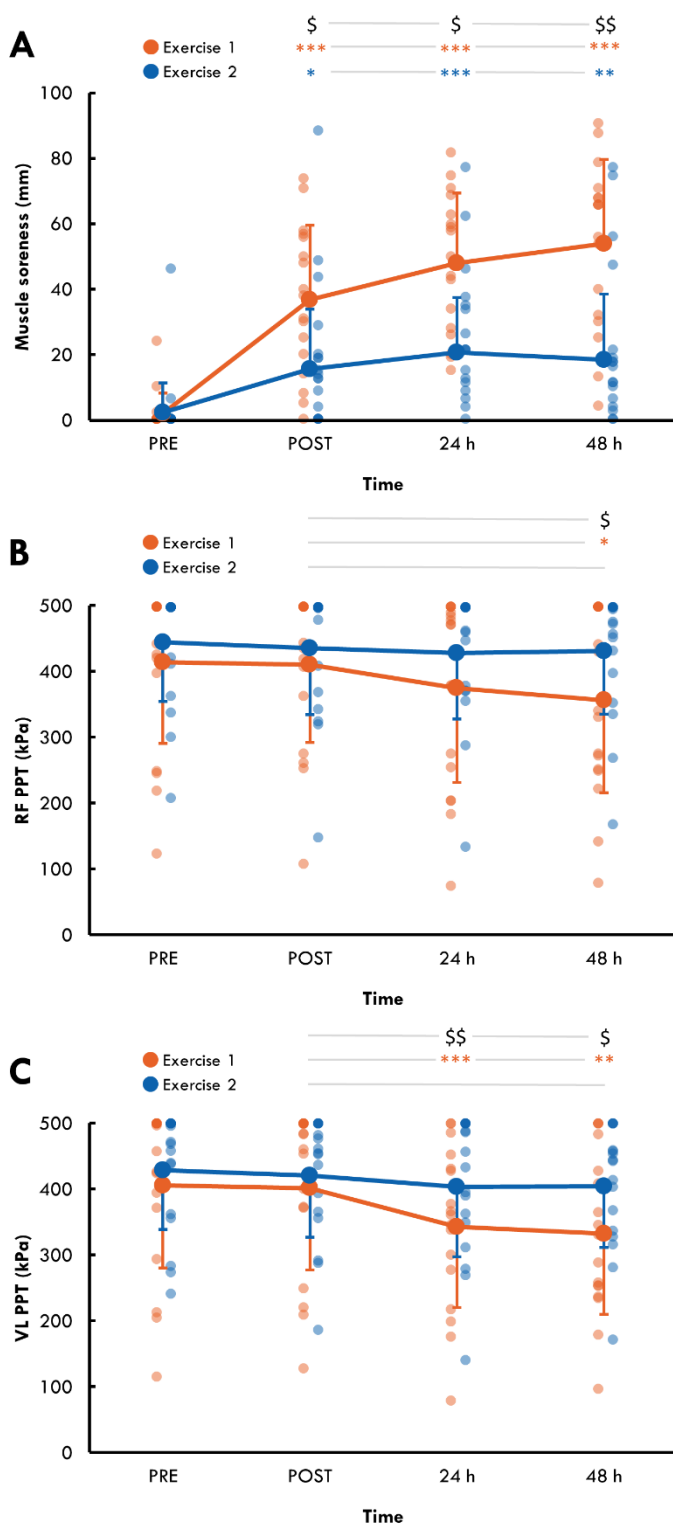 A
$ $ $$
Exercise 1 *** *** ***
Exercise 2 * *** **
100
80
60
40
20
0
Muscle soreness (mm)
PRE POST 24 h 48 h
Time
B
$
Exercise 1 *
Exercise 2
500
400
300
200
100
0
RF PPT (kPa)
PRE POST 24 h 48 h
Time
C
$$ $
Exercise 1 *** **
Exercise 2
500
400
300
200
100
0
VL PPT (kPa)
PRE POST 24 h 48 h
Time